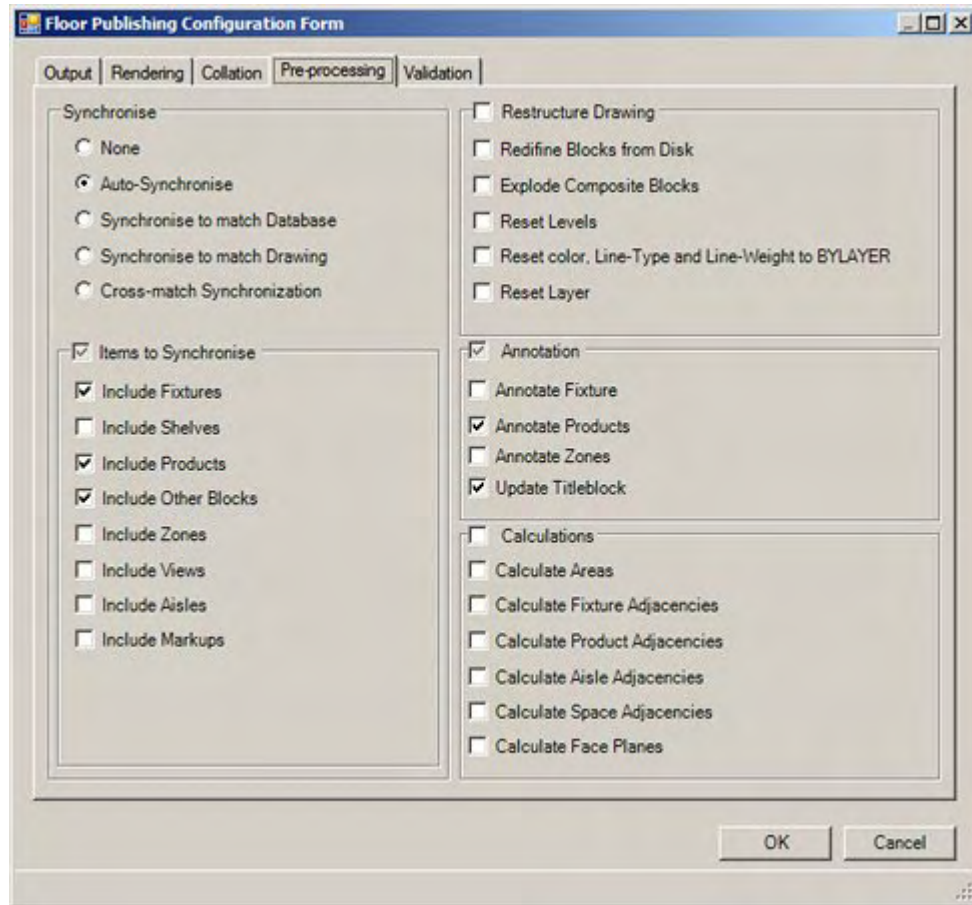 Floor Publishing Configuration Form
Output
Rendering
Collation
Pre-processing
Validation
Synchronise
None
Auto-Synchronise
Synchronise to match Database
Synchronise to match Drawing
Cross-match Synchronization
Items to Synchronise
Include Fixtures
Include Shelves
Include Products
Include Other Blocks
Include Zones
Include Views
Include Aisles
Include Markups
Restructure Drawing
Redifine Blocks from Disk
Explode Composite Blocks
Reset Levels
Reset color, Line-Type and Line-Weight to BYLAYER
Reset Layer
Annotation
Annotate Fixture
Annotate Products
Annotate Zones
Update Titleblock
Calculations
Calculate Areas
Calculate Fixture Adjacencies
Calculate Product Adjacencies
Calculate Aisle Adjacencies
Calculate Space Adjacencies
Calculate Face Planes
OK
Cancel